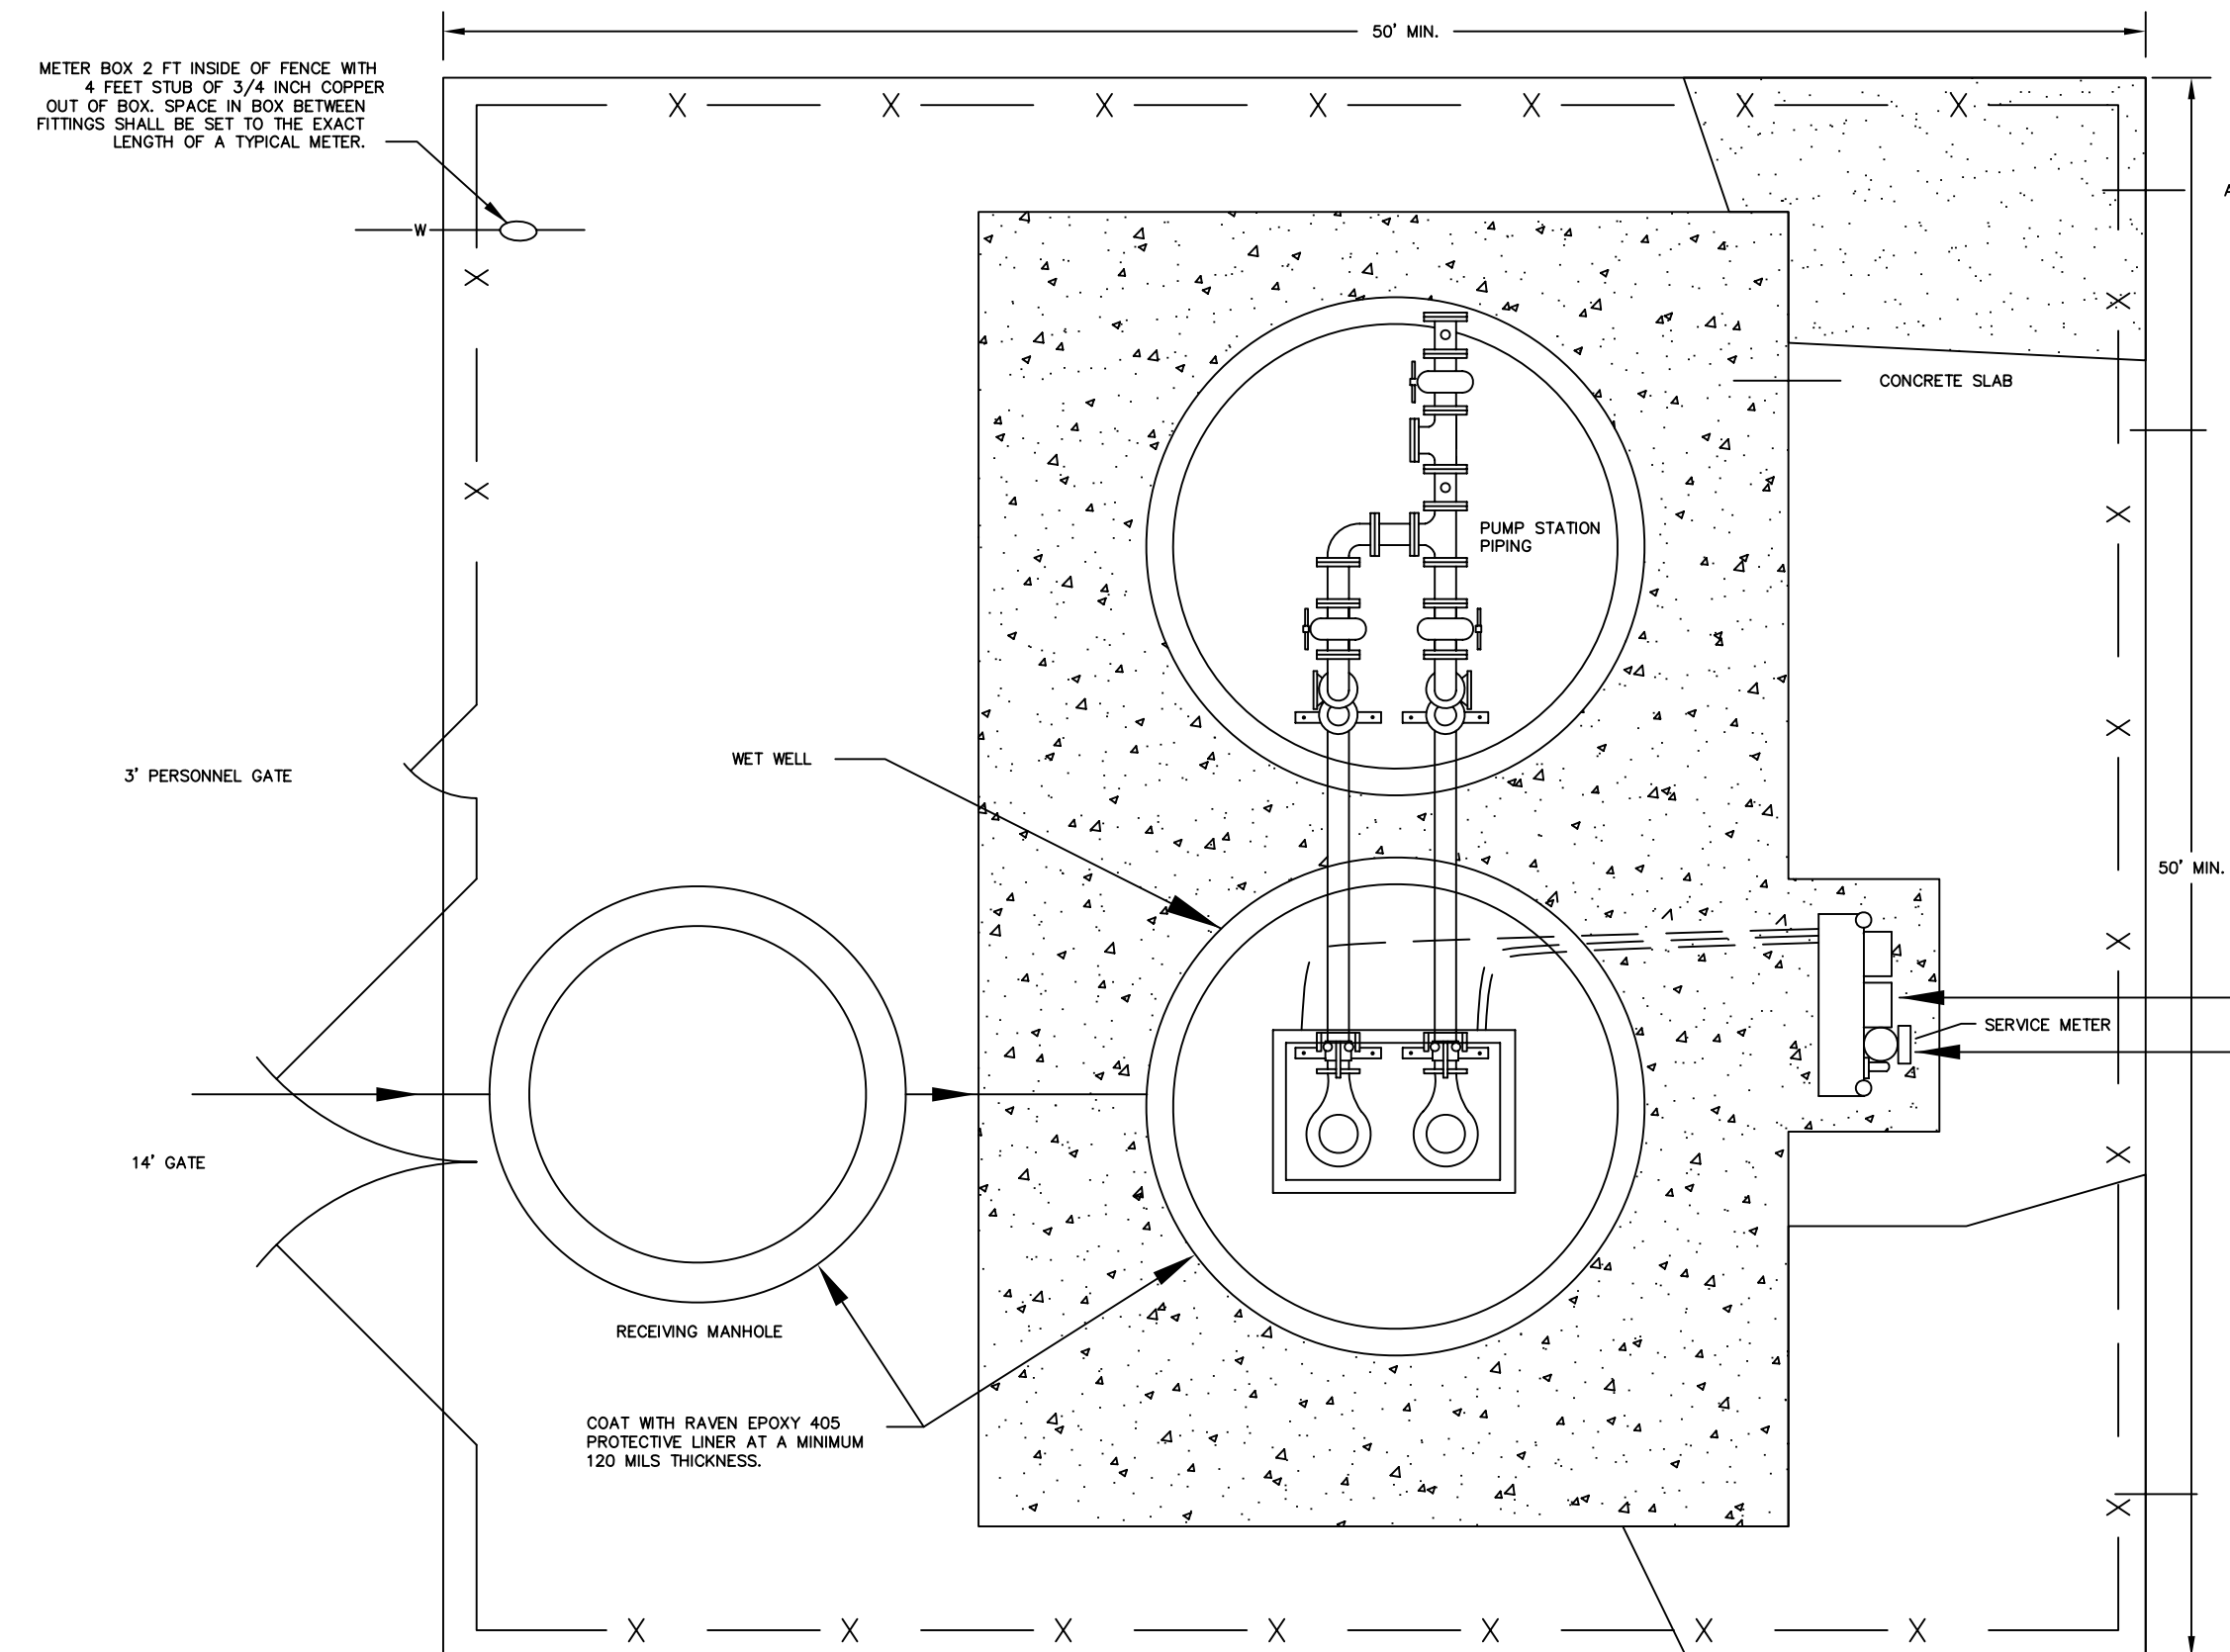 50' MIN.
METER BOX 2 FT INSIDE OF FENCE WITH
4 FEET STUB OF 3/4 INCH COPPER
OUT OF BOX. SPACE IN BOX BETWEEN
FITTINGS SHALL BE SET TO THE EXACT
LENGTH OF A TYPICAL METER.
W
CONCRETE SLAB
PUMP STATION
PIPING
WET WELL
3' PERSONNEL GATE
50' MIN.
SERVICE METER
14' GATE
RECEIVING MANHOLE
COAT WITH RAVEN EPOXY 405
PROTECTIVE LINER AT A MINIMUM
120 MILS THICKNESS.